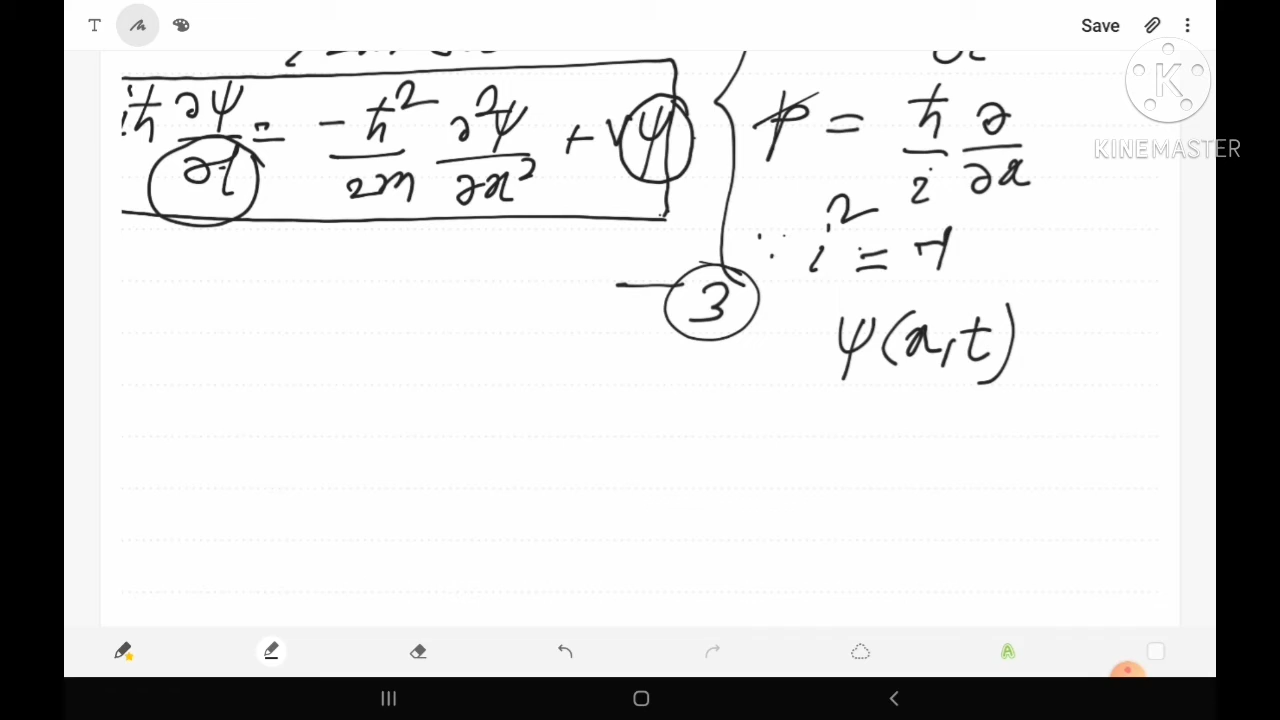 T Save
iħ ∂ψ/∂t = -ħ²/2m ∂²ψ/∂x² + Vψ
p = ħ/i ∂/∂x
K
KINEMASTER
∵ i² = -1
3
ψ(x,t)
A